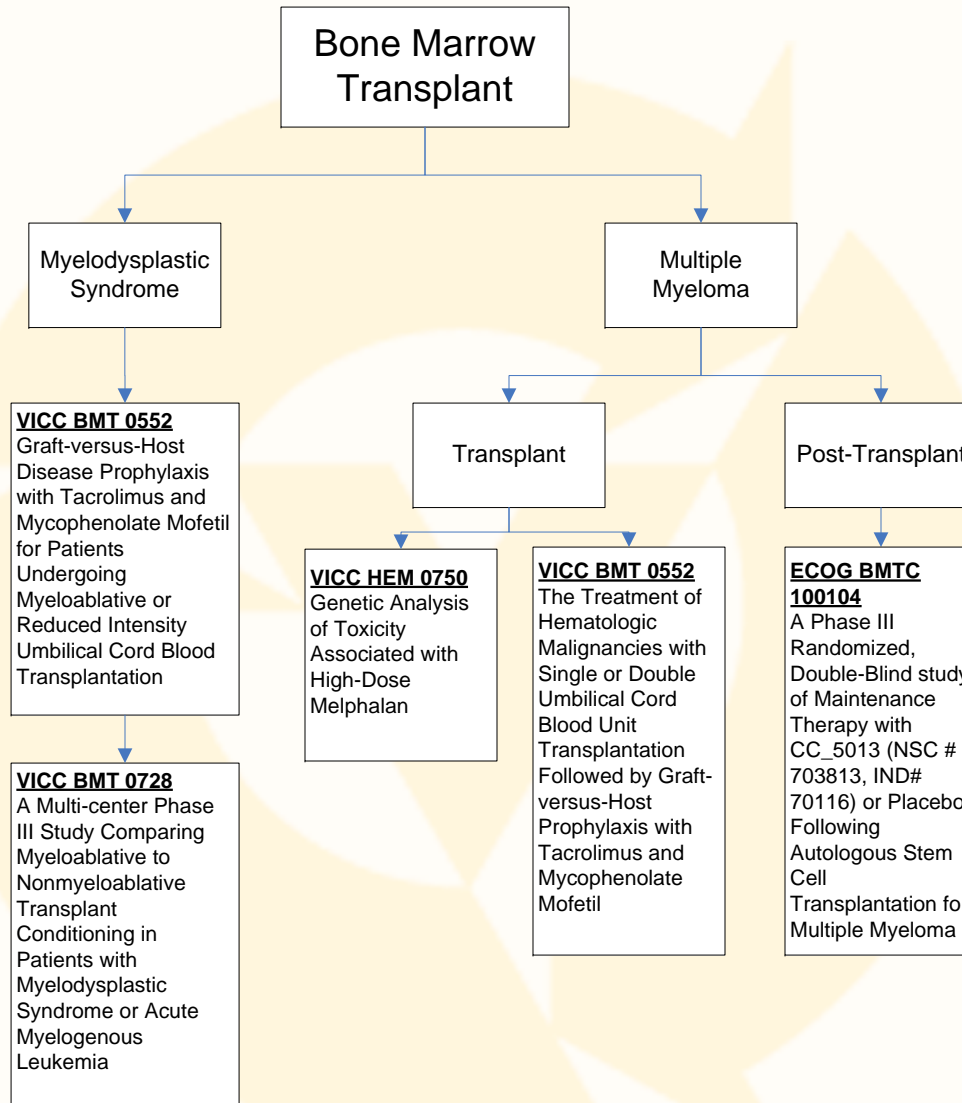 Bone Marrow
Transplant
Myelodysplastic
Syndrome
Multiple
Myeloma
VICC BMT 0552
Graft-versus-Host
Disease Prophylaxis
with Tacrolimus and
Mycophenolate Mofetil
for Patients
Undergoing
Myeloablative or
Reduced Intensity
Umbilical Cord Blood
Transplantation
VICC BMT 0728
A Multi-center Phase
III Study Comparing
Myeloablative to
Nonmyeloablative
Transplant
Conditioning in
Patients with
Myelodysplastic
Syndrome or Acute
Myelogenous
Leukemia
Transplant
VICC HEM 0750
Genetic Analysis
of Toxicity
Associated with
High-Dose
Melphalan
VICC BMT 0552
The Treatment of
Hematologic
Malignancies with
Single or Double
Umbilical Cord
Blood Unit
Transplantation
Followed by Graft-
versus-Host
Prophylaxis with
Tacrolimus and
Mycophenolate
Mofetil
Post-Transplant
ECOG BMTC
100104
A Phase III
Randomized,
Double-Blind study
of Maintenance
Therapy with
CC_5013 (NSC #
703813, IND#
70116) or Placebo
Following
Autologous Stem
Cell
Transplantation fo
Multiple Myeloma